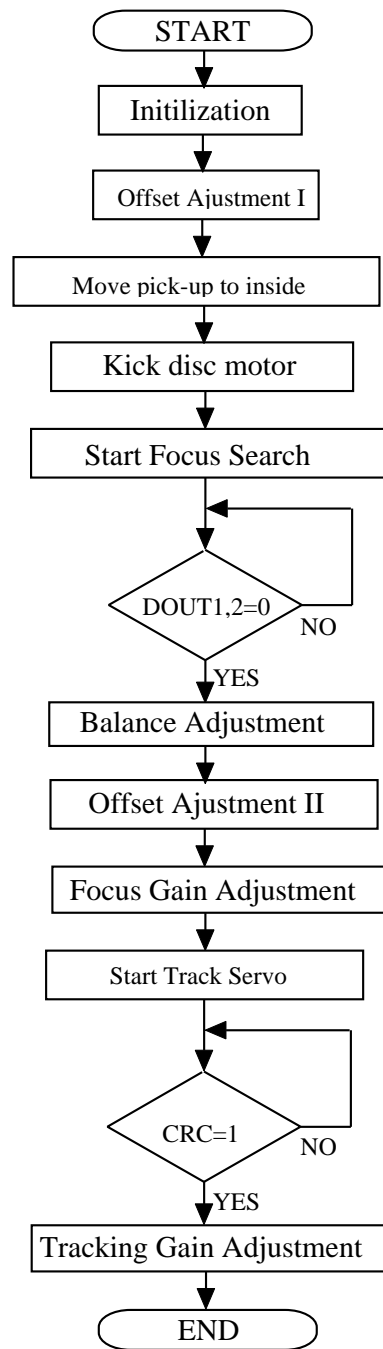 START
Initilization
Offset Ajustment I
Move pick-up to inside
Kick disc motor
Start Focus Search
DOUT1,2=0
NO
YES
Balance Adjustment
Offset Ajustment II
Focus Gain Adjustment
Start Track Servo
CRC=1
NO
YES
Tracking Gain Adjustment
END